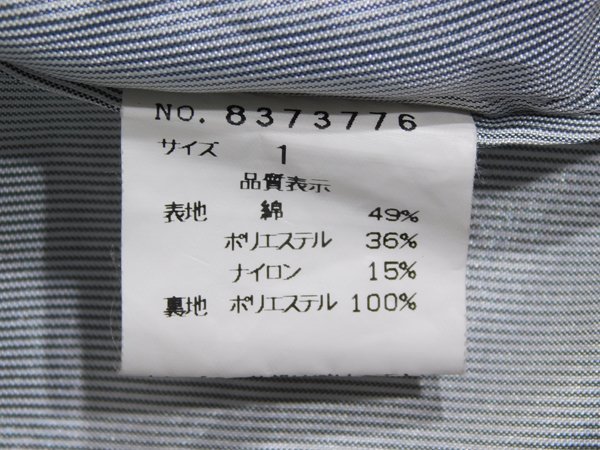 NO. 8373776
サイズ 1
品質表示
表地 綿 49%
ポリエステル 36%
ナイロン 15%
裏地 ポリエステル 100%